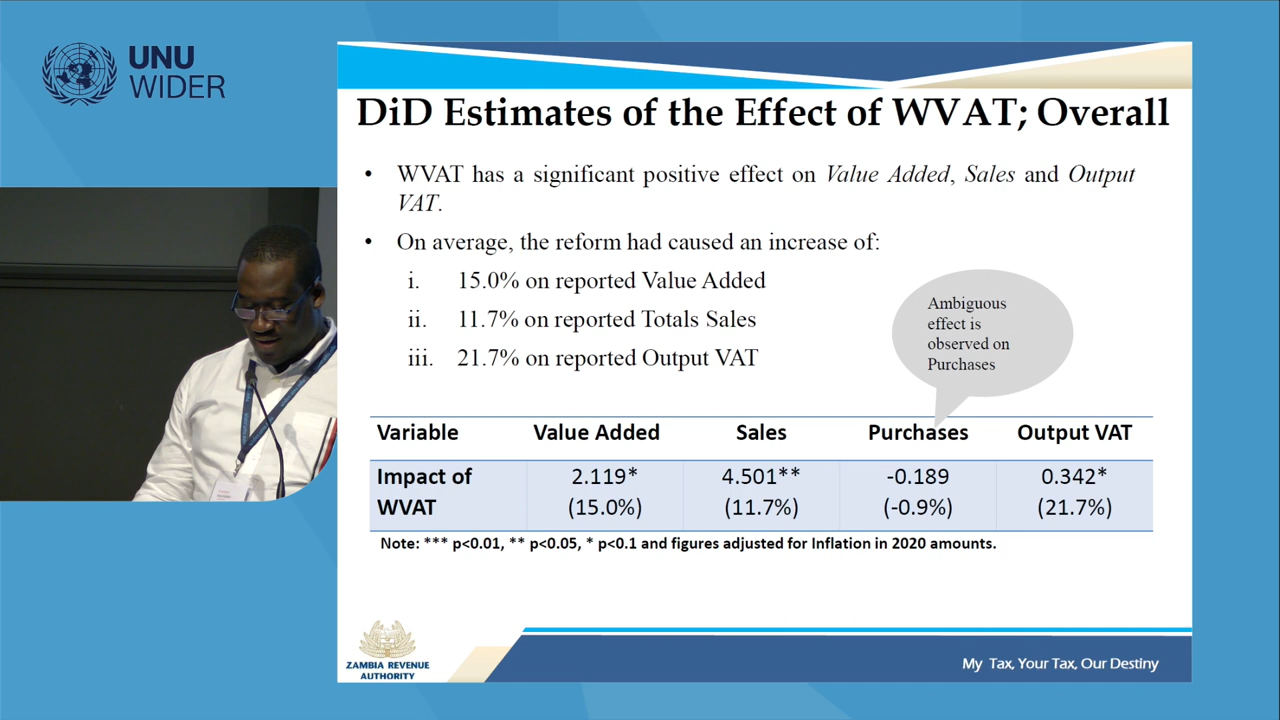 UNU
WIDER
DiD Estimates of the Effect of WVAT; Overall
• WVAT has a significant positive effect on Value Added, Sales and Output
VAT.
• On average, the reform had caused an increase of:
i. 15.0% on reported Value Added
ii. 11.7% on reported Totals Sales
iii. 21.7% on reported Output VAT
Ambiguous
effect is
observed on
Purchases
Variable Value Added Sales Purchases Output VAT
Impact of 2.119* 4.501** -0.189 0.342*
WVAT (15.0%) (11.7%) (-0.9%) (21.7%)
Note: *** p<0.01, ** p<0.05, * p<0.1 and figures adjusted for Inflation in 2020 amounts.
ZAMBIA REVENUE
AUTHORITY
My Tax, Your Tax, Our Destiny